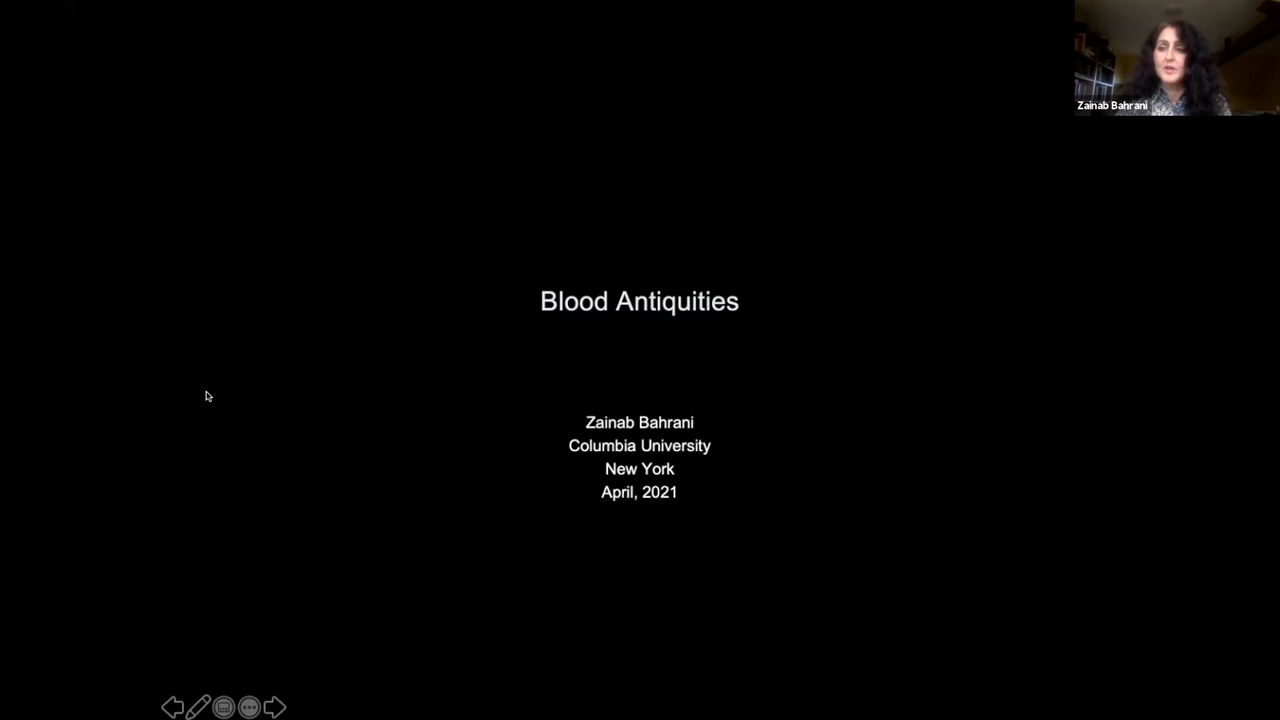 Zainab Bahrani
Blood Antiquities
Zainab Bahrani
Columbia University
New York
April, 2021